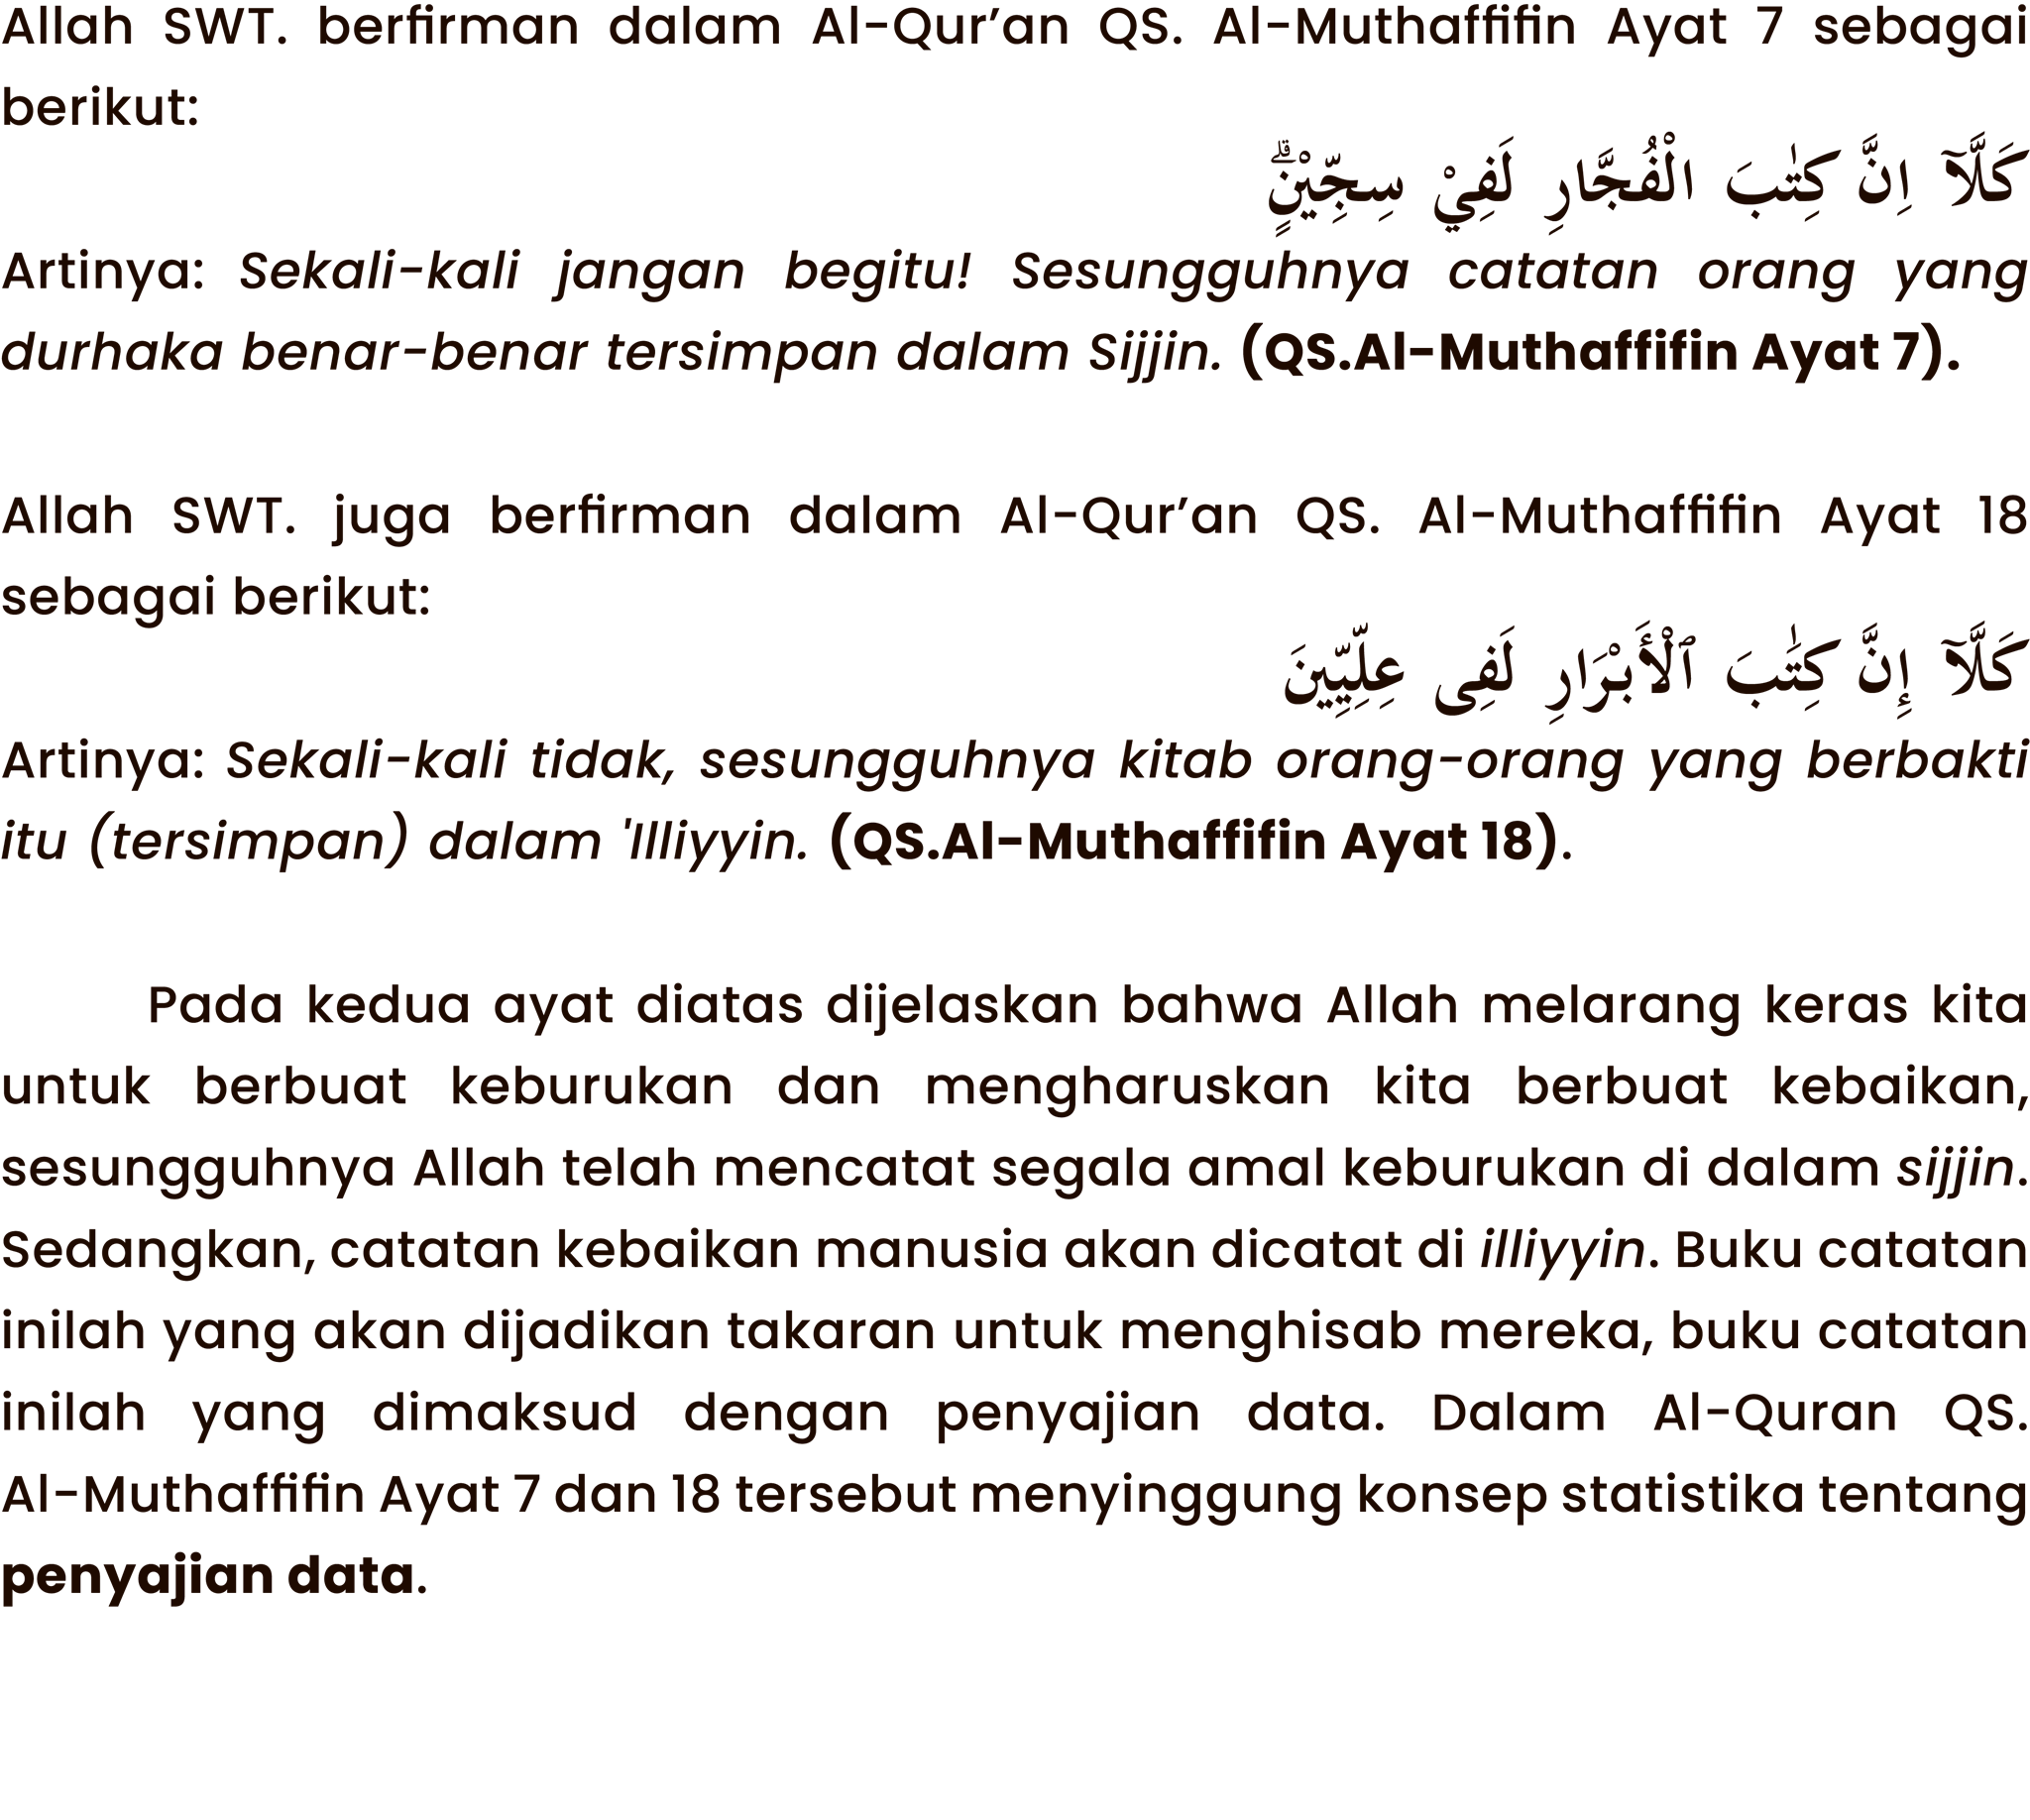 Allah SWT. berfirman dalam Al-Qur’an QS. Al-Muthaffifin Ayat 7 sebagai
berikut:
كَلَّآ اِنَّ كِتٰبَ الْفُجَّارِ لَفِيْ سِجِّيْنٍۗ
Artinya: Sekali-kali jangan begitu! Sesungguhnya catatan orang yang
durhaka benar-benar tersimpan dalam Sijjin. (QS.Al-Muthaffifin Ayat 7).
Allah SWT. juga berfirman dalam Al-Qur’an QS. Al-Muthaffifin Ayat 18
sebagai berikut:
كَلَّآ إِنَّ كِتَٰبَ ٱلْأَبْرَارِ لَفِى عِلِّيِّينَ
Artinya: Sekali-kali tidak, sesungguhnya kitab orang-orang yang berbakti
itu (tersimpan) dalam 'Illiyyin. (QS.Al-Muthaffifin Ayat 18).
Pada kedua ayat diatas dijelaskan bahwa Allah melarang keras kita
untuk berbuat keburukan dan mengharuskan kita berbuat kebaikan,
sesungguhnya Allah telah mencatat segala amal keburukan di dalam sijjin.
Sedangkan, catatan kebaikan manusia akan dicatat di illiyyin. Buku catatan
inilah yang akan dijadikan takaran untuk menghisab mereka, buku catatan
inilah yang dimaksud dengan penyajian data. Dalam Al-Quran QS.
Al-Muthaffifin Ayat 7 dan 18 tersebut menyinggung konsep statistika tentang
penyajian data.